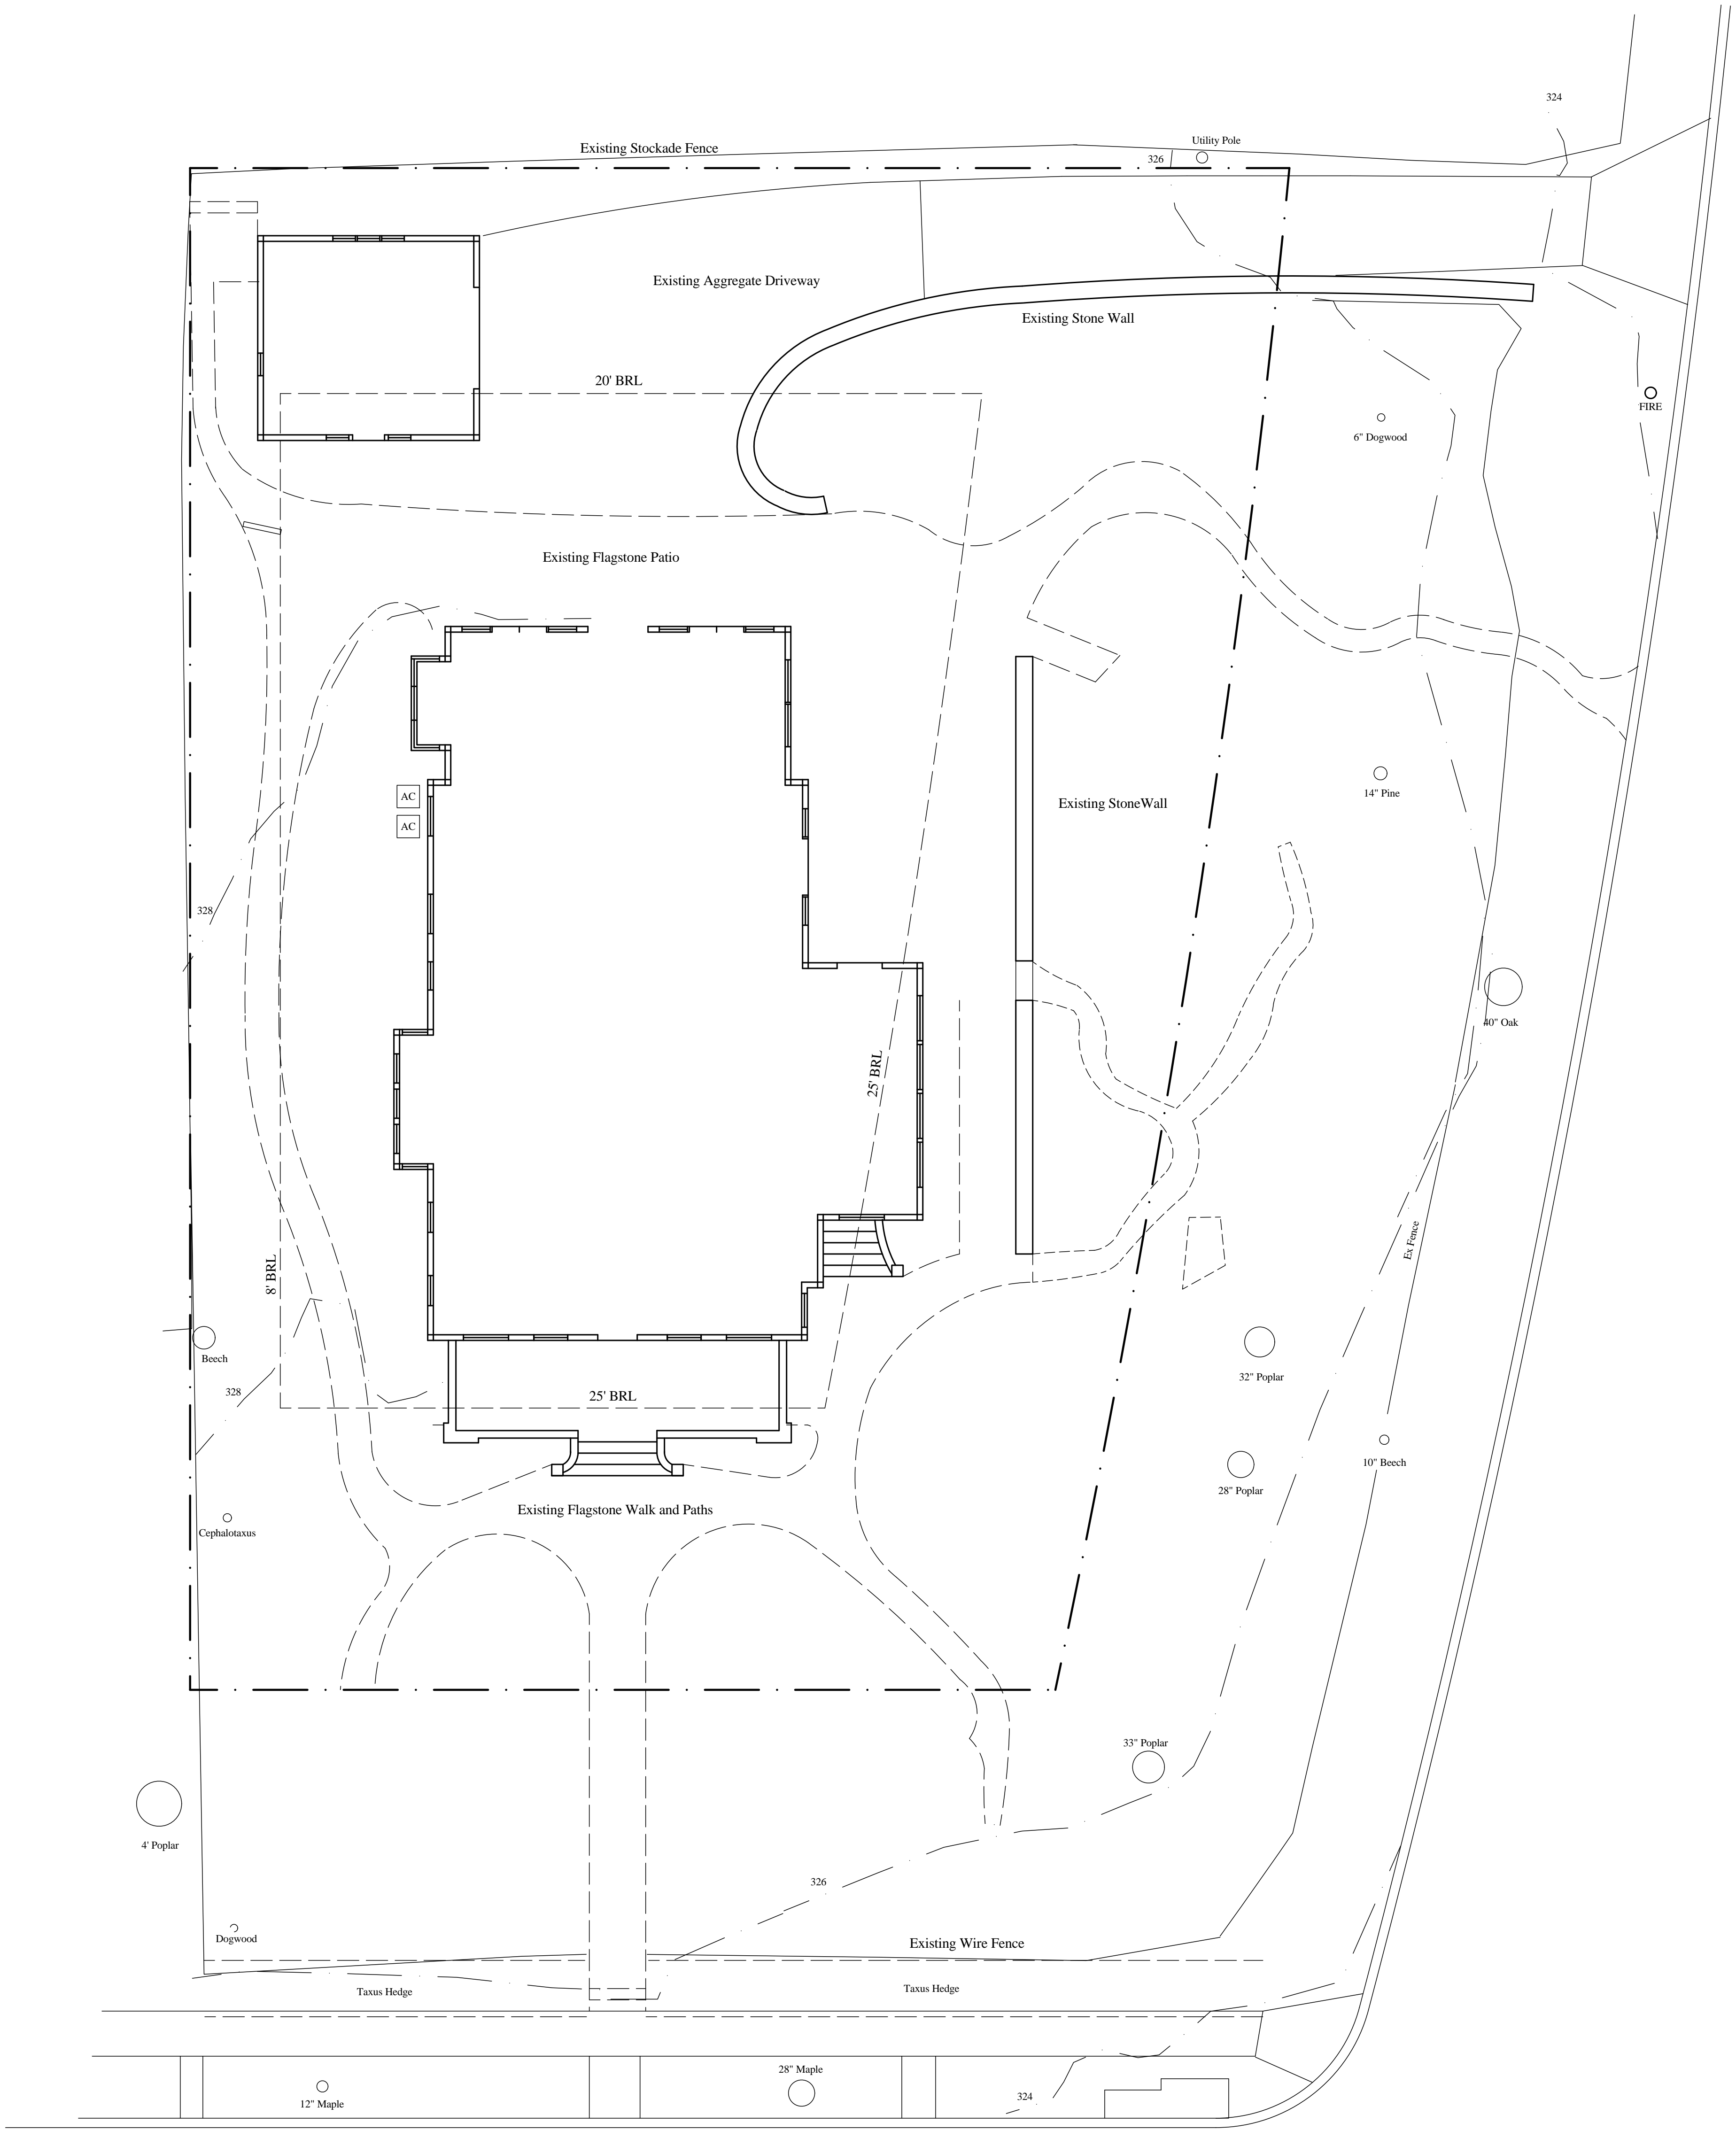 324
Utility Pole
Existing Stockade Fence
326
Existing Aggregate Driveway
Existing Stone Wall
20' BRL
FIRE
6" Dogwood
Existing Flagstone Patio
14" Pine
AC
Existing StoneWall
AC
328
40" Oak
25' BRL
Ex Fence
8' BRL
Beech
32" Poplar
328
25' BRL
10" Beech
28" Poplar
Existing Flagstone Walk and Paths
Cephalotaxus
33" Poplar
4' Poplar
326
Dogwood
Existing Wire Fence
Taxus Hedge
Taxus Hedge
28" Maple
324
12" Maple